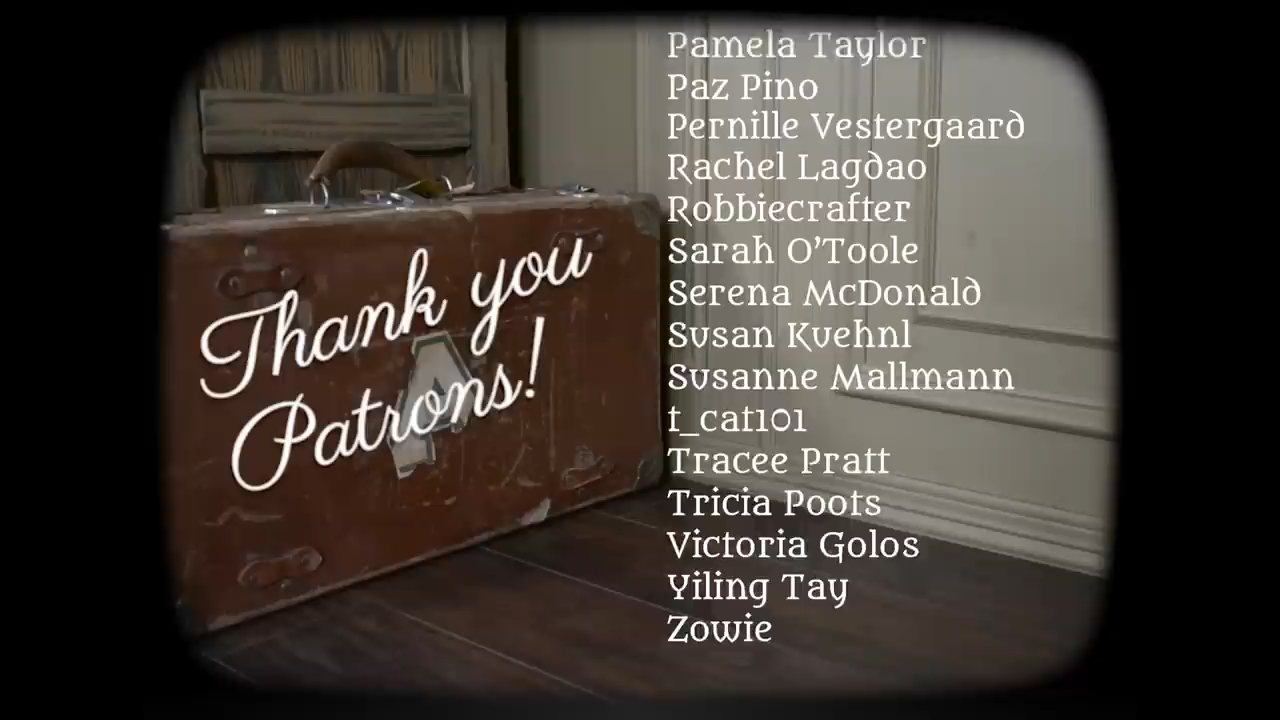 Thank you
Patrons!
Pamela Taylor
Paz Pino
Pernille Vestergaard
Rachel Lagdao
Robbiecrafter
Sarah O’Toole
Serena McDonald
Susan Kuehnl
Susanne Mallmann
t_cat101
Tracee Pratt
Tricia Poots
Victoria Golos
Yiling Tay
Zowie